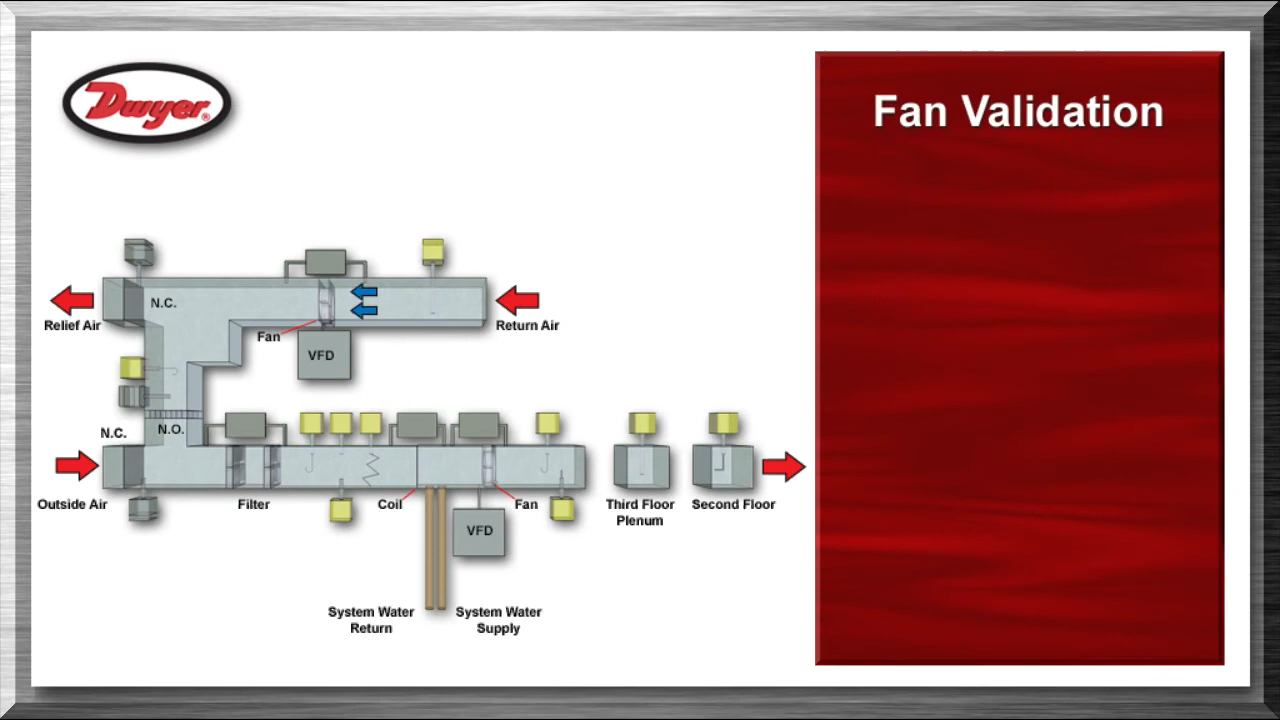 Dwyer®
Fan Validation
N.C.
Relief Air
Return Air
Fan
VFD
N.C.
N.O.
Outside Air
Filter
Coil
Fan
Third Floor
Plenum
Second Floor
VFD
System Water
Return
System Water
Supply